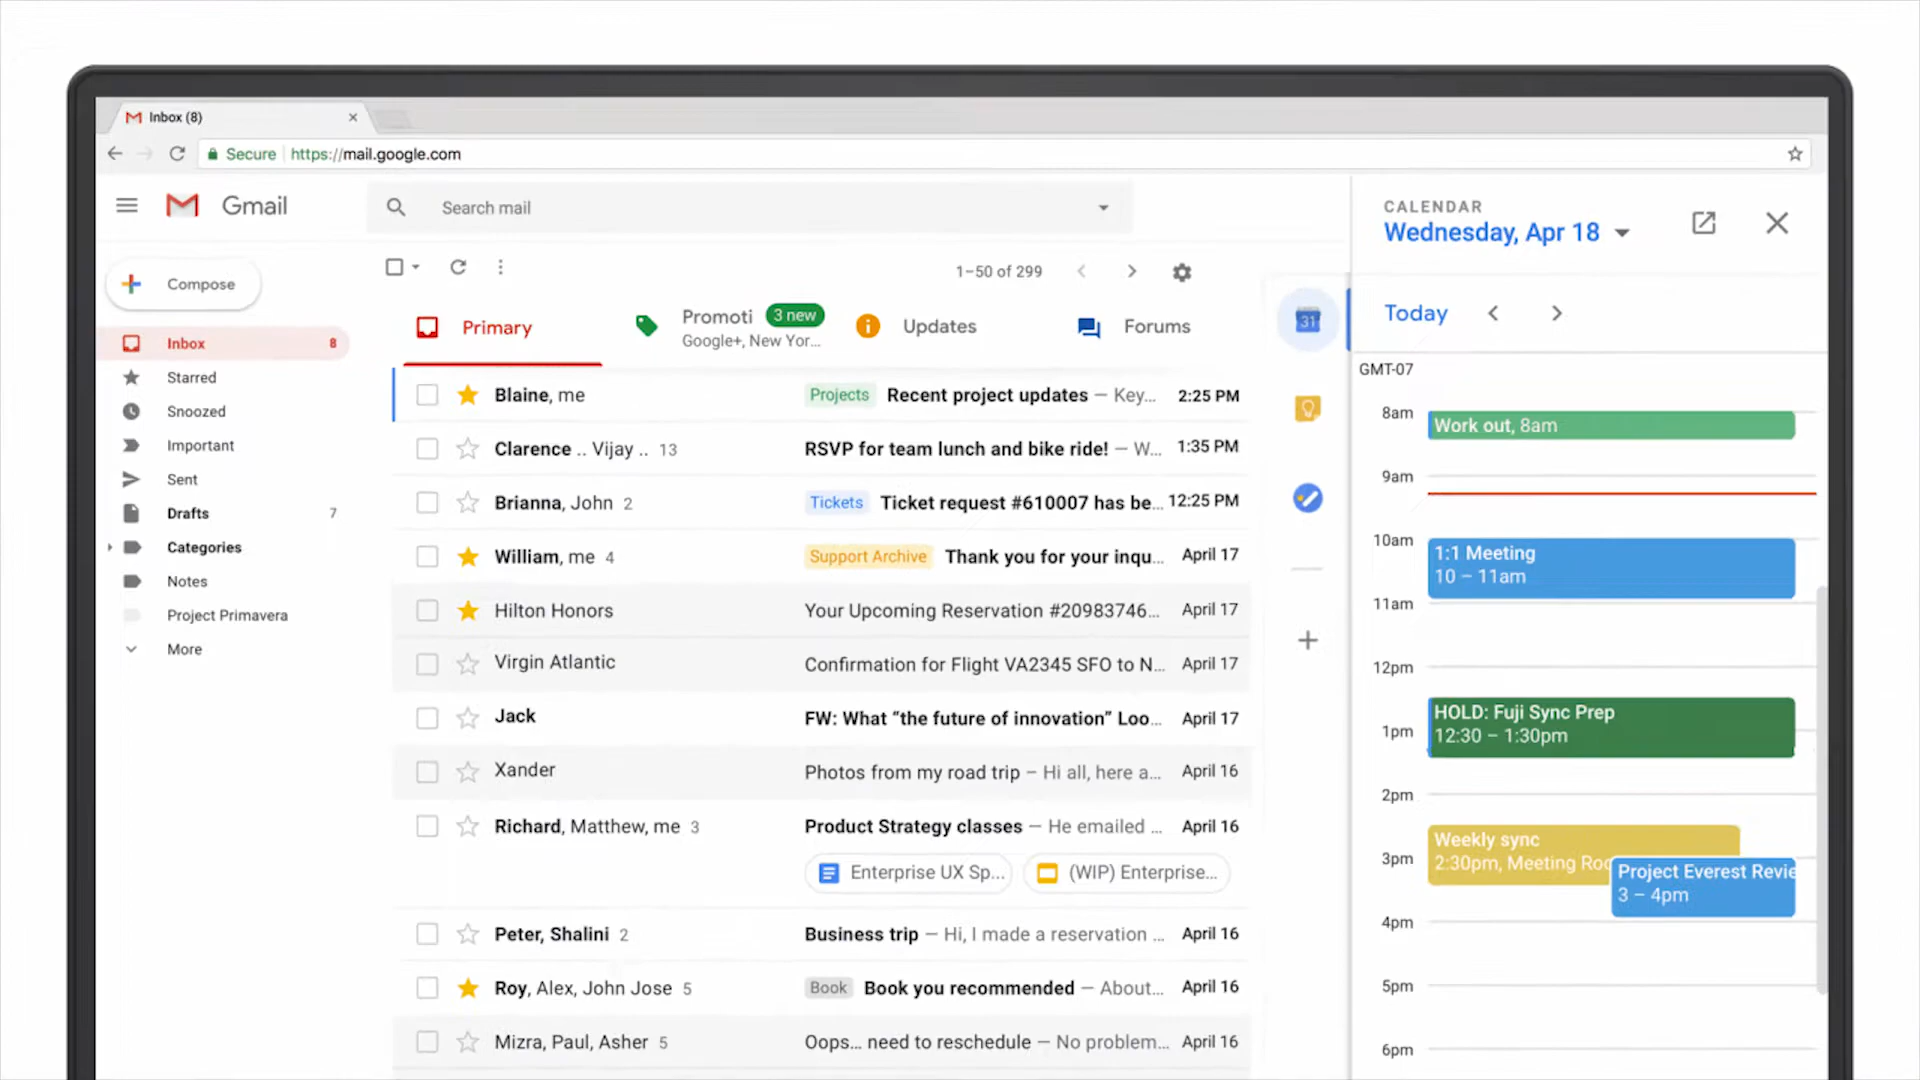 Inbox (8)
Secure https://mail.google.com
Gmail
Search mail
CALENDAR
Wednesday, Apr 18
Compose
1–50 of 299
Today
Primary
Promoti 3 new
Google+, New Yor...
Updates
Forums
31
Inbox 8
Starred
Snoozed
Important
Sent
Drafts 7
Categories
Notes
Project Primavera
More
Blaine, me Projects Recent project updates – Key... 2:25 PM
Clarence .. Vijay .. 13 RSVP for team lunch and bike ride! – W... 1:35 PM
Brianna, John 2 Tickets Ticket request #610007 has be... 12:25 PM
William, me 4 Support Archive Thank you for your inqu... April 17
Hilton Honors Your Upcoming Reservation #20983746... April 17
Virgin Atlantic Confirmation for Flight VA2345 SFO to N... April 17
Jack FW: What “the future of innovation” Loo... April 17
Xander Photos from my road trip – Hi all, here a... April 16
Richard, Matthew, me 3 Product Strategy classes – He emailed ... April 16
Enterprise UX Sp... (WIP) Enterprise...
Peter, Shalini 2 Business trip – Hi, I made a reservation ... April 16
Roy, Alex, John Jose 5 Book Book you recommended – About... April 16
Mizra, Paul, Asher 5 Oops... need to reschedule – No problem... April 16
GMT-07
8am
Work out, 8am
9am
10am
1:1 Meeting
10 – 11am
11am
12pm
HOLD: Fuji Sync Prep
12:30 – 1:30pm
1pm
2pm
Weekly sync
2:30pm, Meeting Roo
3pm
Project Everest Revie
3 – 4pm
4pm
5pm
6pm